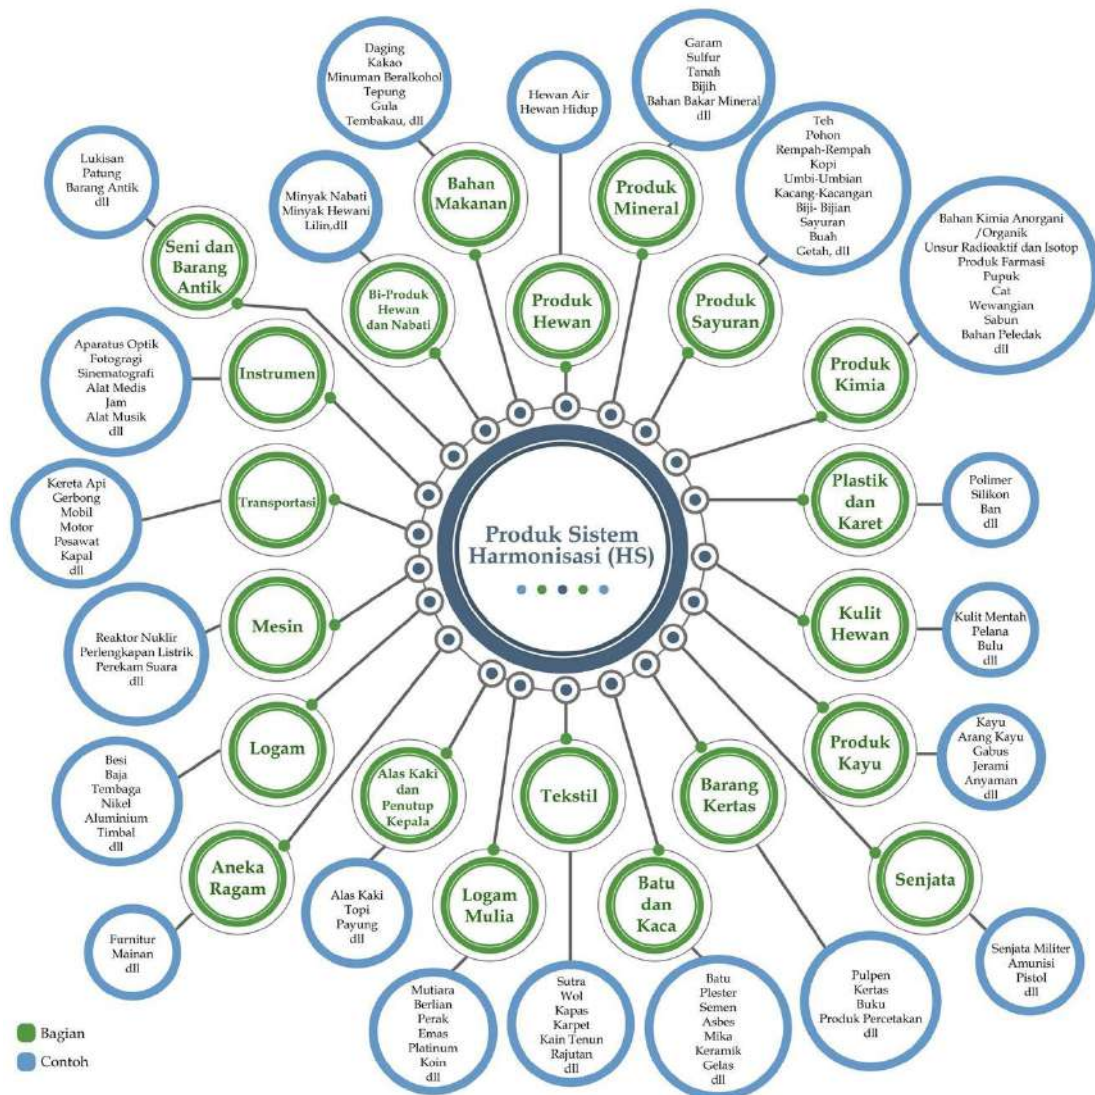 Daging
Kakao
Minuman Beralkohol
Tepung
Gula
Tembakau, dll
Bahan
Makanan
Hewan Air
Hewan Hidup
Produk
Hewan
Garam
Sulfur
Tanah
Bijih
Bahan Bakar Mineral
dll
Produk
Mineral
Teh
Pohon
Rempah-Rempah
Kopi
Umbi-Umbian
Kacang-Kacangan
Biji- Bijian
Sayuran
Buah
Getah, dll
Produk
Sayuran
Bahan Kimia Anorgani
/Organik
Unsur Radioaktif dan Isotop
Produk Farmasi
Pupuk
Cat
Wewangian
Sabun
Bahan Peledak
dll
Produk
Kimia
Lukisan
Patung
Barang Antik
dll
Seni dan
Barang
Antik
Minyak Nabati
Minyak Hewani
Lilin,dll
Bi-Produk
Hewan
dan Nabati
Aparatus Optik
Fotogragi
Sinematografi
Alat Medis
Jam
Alat Musik
dll
Instrumen
Kereta Api
Gerbong
Mobil
Motor
Pesawat
Kapal
dll
Transportasi
Produk Sistem
Harmonisasi (HS)
Plastik
dan
Karet
Polimer
Silikon
Ban
dll
Kulit
Hewan
Kulit Mentah
Pelana
Bulu
dll
Reaktor Nuklir
Perlengkapan Listrik
Perekam Suara
dll
Mesin
Besi
Baja
Tembaga
Nikel
Aluminium
Timbal
dll
Logam
Produk
Kayu
Kayu
Arang Kayu
Gabus
Jerami
Anyaman
dll
Aneka
Ragam
Furnitur
Mainan
dll
Alas Kaki
dan
Penutup
Kepala
Alas Kaki
Topi
Payung
dll
Logam
Mulia
Mutiara
Berlian
Perak
Emas
Platinum
Koin
dll
Tekstil
Sutra
Wol
Kapas
Karpet
Kain Tenun
Rajutan
dll
Batu
dan
Kaca
Batu
Plester
Semen
Asbes
Mika
Keramik
Gelas
dll
Barang
Kertas
Pulpen
Kertas
Buku
Produk Percetakan
dll
Senjata
Senjata Militer
Amunisi
Pistol
dll
Bagian
Contoh